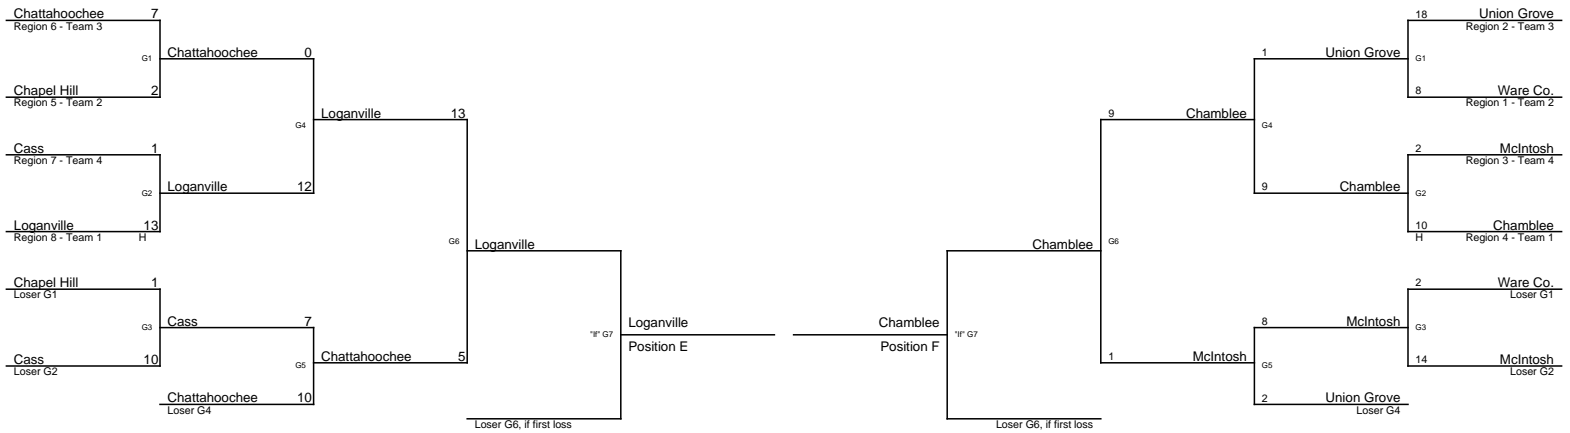 Chattahoochee 7
Region 6 - Team 3
G1
Chattahoochee 0
Chapel Hill 2
Region 5 - Team 2
G4
Loganville 13
Cass 1
Region 7 - Team 4
G2
Loganville 12
Loganville 13
Region 8 - Team 1 H
G6
Loganville
Chapel Hill 1
Loser G1
G3
Cass 7
Cass 10
Loser G2
G5
Chattahoochee 5
Chattahoochee 10
Loser G4
"If" G7
Loganville
Position E
Loser G6, if first loss
18 Union Grove
Region 2 - Team 3
1 Union Grove
G1
8 Ware Co.
Region 1 - Team 2
9 Chamblee
G4
2 McIntosh
Region 3 - Team 4
9 Chamblee
G2
10 Chamblee
H Region 4 - Team 1
Chamblee
G6
2 Ware Co.
Loser G1
8 McIntosh
G3
14 McIntosh
Loser G2
1 McIntosh
G5
2 Union Grove
Loser G4
Chamblee
Position F
"If" G7
Loser G6, if first loss